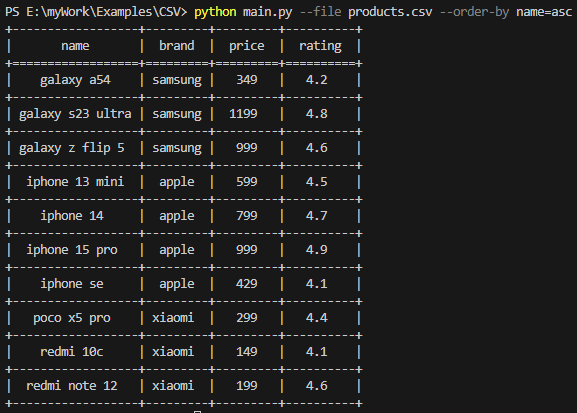 PS E:\myWork\Examples\CSV> python main.py --file products.csv --order-by name=asc
+-----------------+---------+---------+----------+
|      name       |  brand  |  price  |  rating  |
+=================+=========+=========+==========+
|    galaxy a54   | samsung |   349   |   4.2    |
+-----------------+---------+---------+----------+
| galaxy s23 ultra | samsung |  1199   |   4.8    |
+-----------------+---------+---------+----------+
| galaxy z flip 5 | samsung |   999   |   4.6    |
+-----------------+---------+---------+----------+
|  iphone 13 mini |  apple  |   599   |   4.5    |
+-----------------+---------+---------+----------+
|    iphone 14    |  apple  |   799   |   4.7    |
+-----------------+---------+---------+----------+
|  iphone 15 pro  |  apple  |   999   |   4.9    |
+-----------------+---------+---------+----------+
|    iphone se    |  apple  |   429   |   4.1    |
+-----------------+---------+---------+----------+
|   poco x5 pro   | xiaomi  |   299   |   4.4    |
+-----------------+---------+---------+----------+
|    redmi 10c    | xiaomi  |   149   |   4.1    |
+-----------------+---------+---------+----------+
|  redmi note 12  | xiaomi  |   199   |   4.6    |
+-----------------+---------+---------+----------+